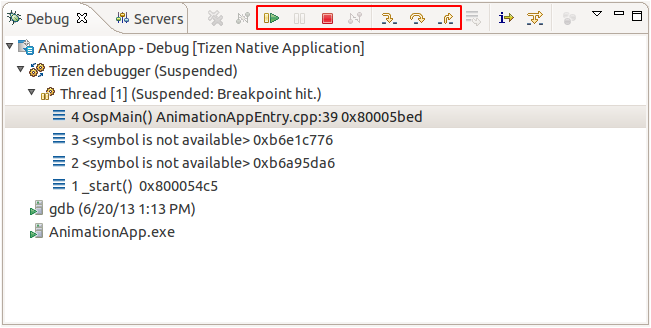 Debug Servers
AnimationApp - Debug [Tizen Native Application]
Tizen debugger (Suspended)
Thread [1] (Suspended: Breakpoint hit.)
4 OspMain() AnimationAppEntry.cpp:39 0x80005bed
3 <symbol is not available> 0xb6e1c776
2 <symbol is not available> 0xb6a95da6
1 _start() 0x800054c5
gdb (6/20/13 1:13 PM)
AnimationApp.exe